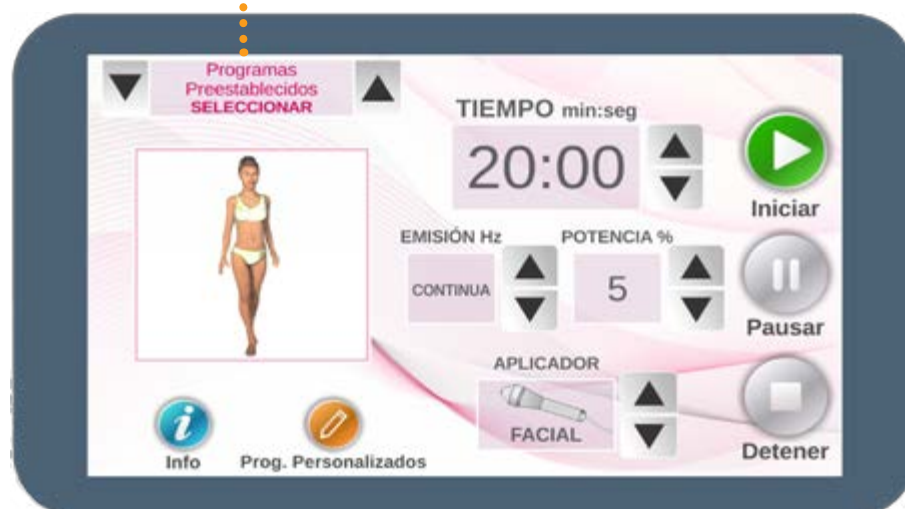 Programas
Preestablecidos
SELECCIONAR
TIEMPO min:seg
20:00
Iniciar
EMISIÓN Hz
POTENCIA %
CONTINUA
5
Pausar
APLICADOR
FACIAL
Detener
Info
Prog. Personalizados